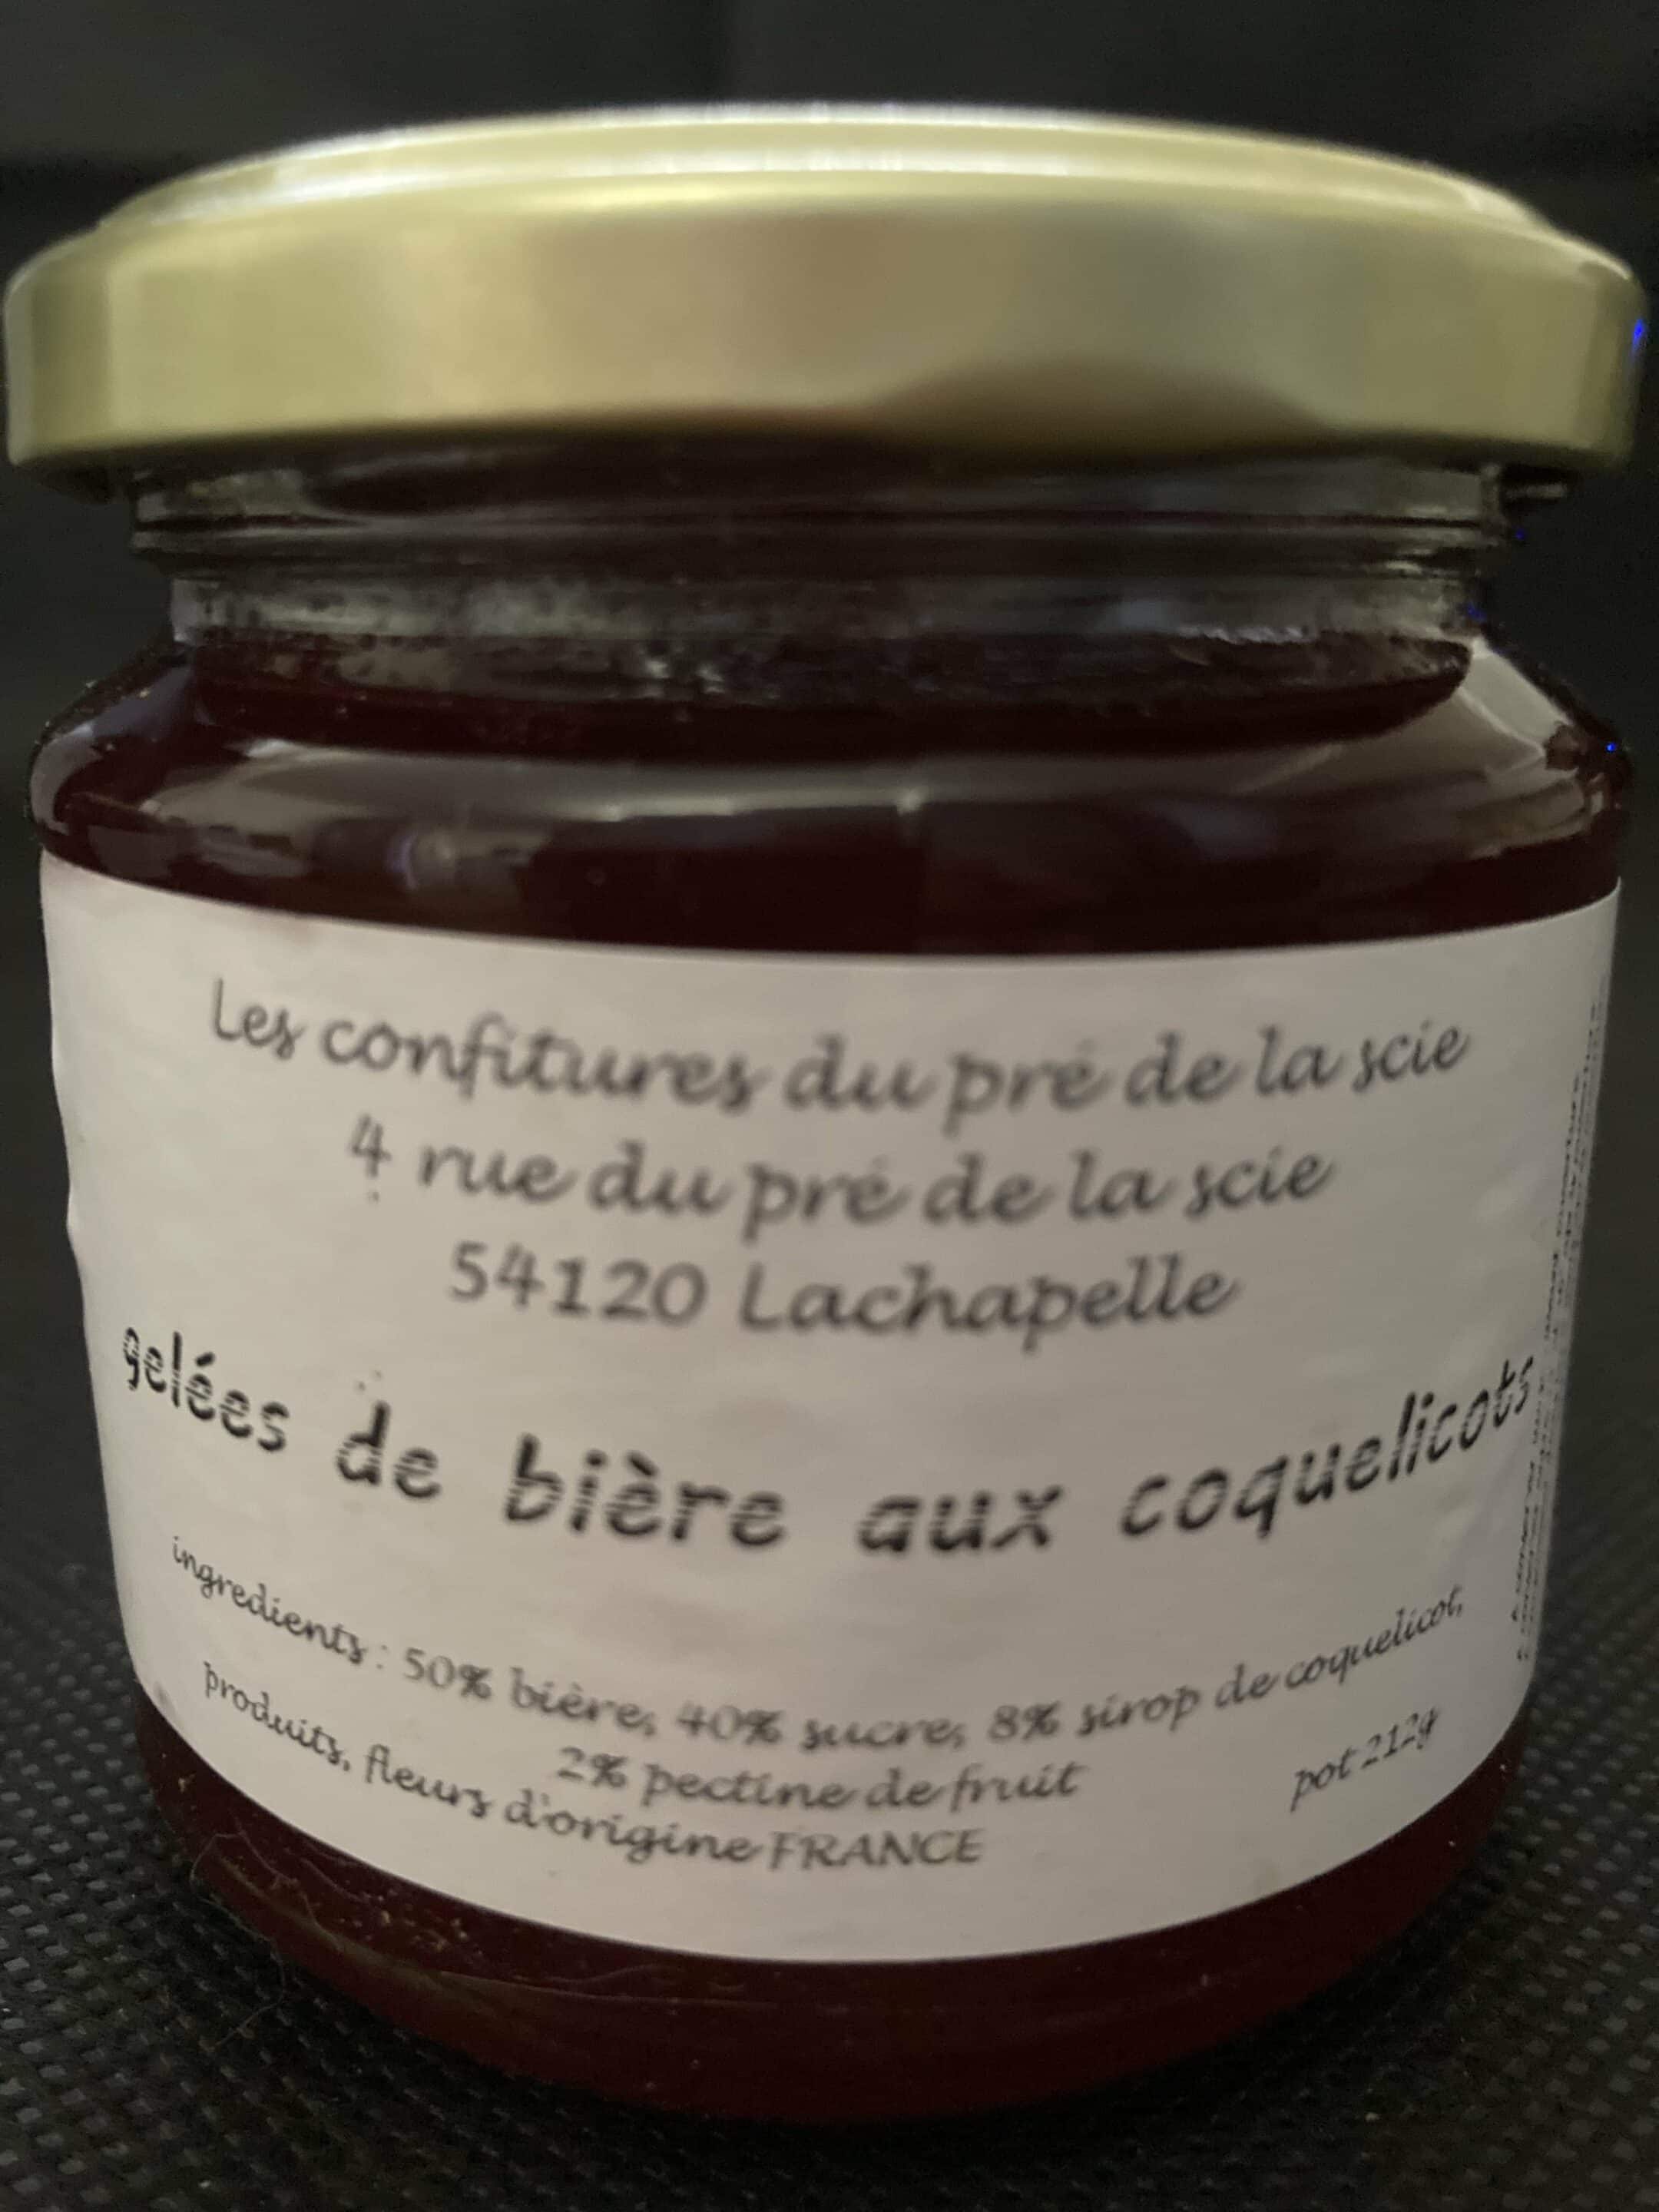 Les confitures du pré de la scie
4 rue du pré de la scie
54120 Lachapelle
gelées de bière aux coquelicots
ingredients : 50% bière, 40% sucre, 8% sirop de coquelicot,
2% pectine de fruit
pot 212g
produits, fleurs d'origine FRANCE